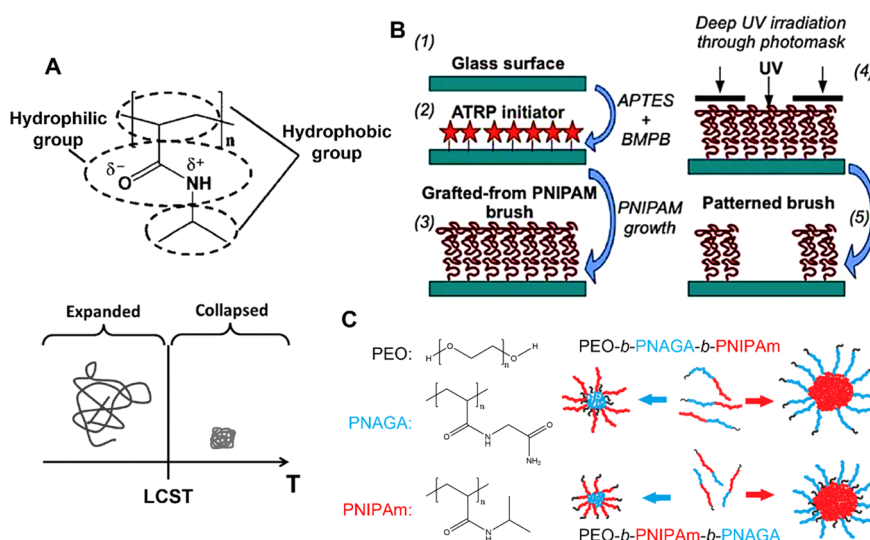 A
Hydrophilic
group
Hydrophobic
group
n
δ−
δ+
O
NH
Expanded
Collapsed
LCST
T
B
(1)
Glass surface
(2)
ATRP initiator
APTES
+
BMPB
Grafted-from PNIPAM
brush
(3)
PNIPAM
growth
Deep UV irradiation
through photomask
UV
(4)
Patterned brush
(5)
C
PEO:
H
O
n
O
H
PEO-b-PNAGA-b-PNIPAm
PNAGA:
n
O
N
H
O
NH₂
PNIPAm:
n
O
N
H
PEO-b-PNIPAm-b-PNAGA